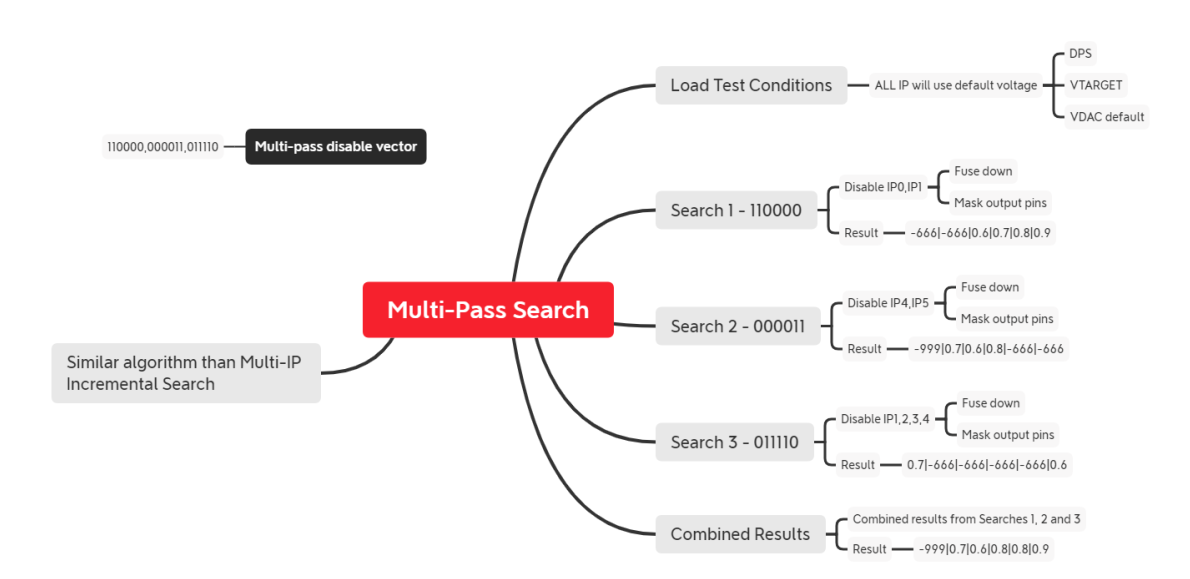 Multi-Pass Search
Load Test Conditions
ALL IP will use default voltage
DPS
VTARGET
VDAC default
Search 1 - 110000
Disable IP0,IP1
Fuse down
Mask output pins
Result
-666|-666|0.6|0.7|0.8|0.9
Search 2 - 000011
Disable IP4,IP5
Fuse down
Mask output pins
Result
-999|0.7|0.6|0.8|-666|-666
Search 3 - 011110
Disable IP1,2,3,4
Fuse down
Mask output pins
Result
0.7|-666|-666|-666|-666|0.6
Combined Results
Combined results from Searches 1, 2 and 3
Result
-999|0.7|0.6|0.8|0.8|0.9
Similar algorithm than Multi-IP
Incremental Search
Multi-pass disable vector
110000,000011,011110